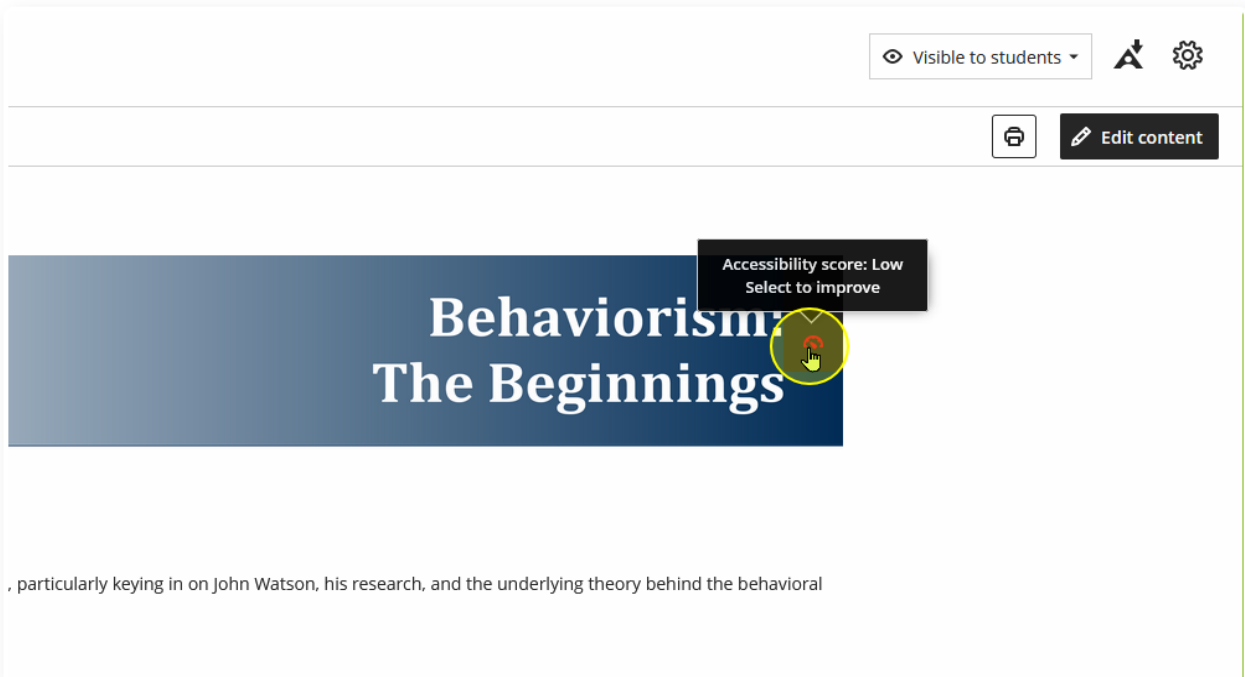 Visible to students
Edit content
Accessibility score: Low
Select to improve
Behaviorism:
The Beginnings
, particularly keying in on John Watson, his research, and the underlying theory behind the behavioral